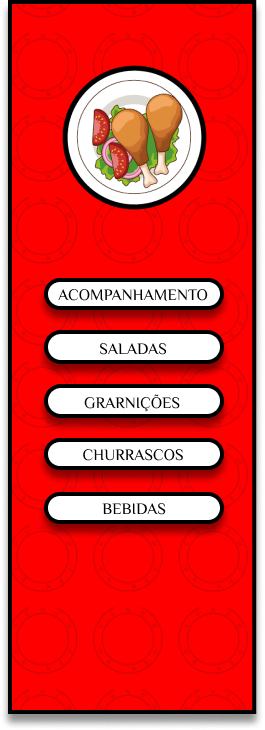 ACOMPANHAMENTO
SALADAS
GRARNIÇÕES
CHURRASCOS
BEBIDAS